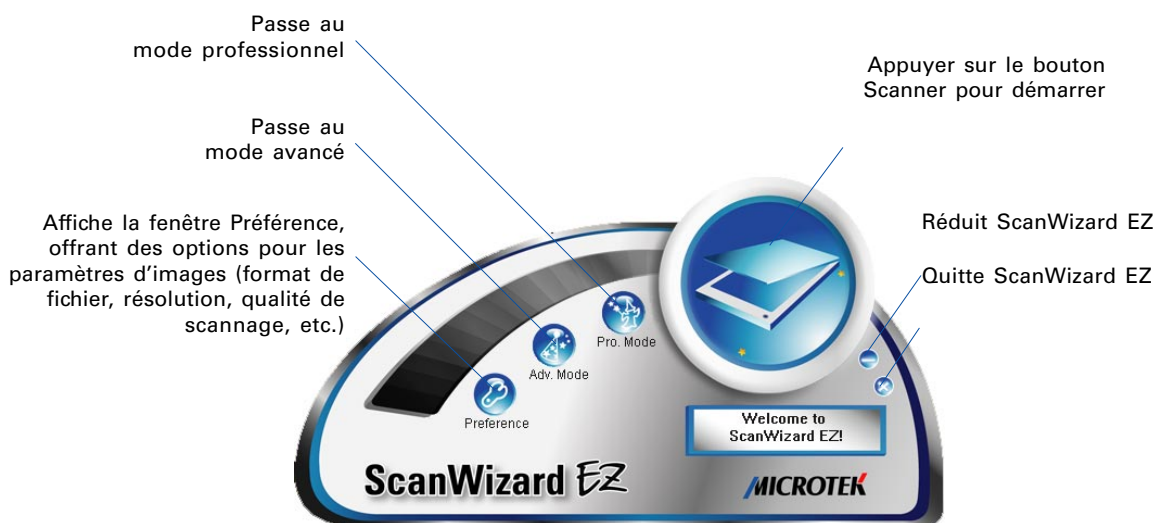 Passe au
mode professionnel
Appuyer sur le bouton
Scanner pour démarrer
Passe au
mode avancé
Affiche la fenêtre Préférence,
offrant des options pour les
paramètres d'images (format de
fichier, résolution, qualité de
scannage, etc.)
Réduit ScanWizard EZ
Quitte ScanWizard EZ
Pro. Mode
Adv. Mode
Preference
Welcome to
ScanWizard EZ!
ScanWizard EZ
MICROTEK